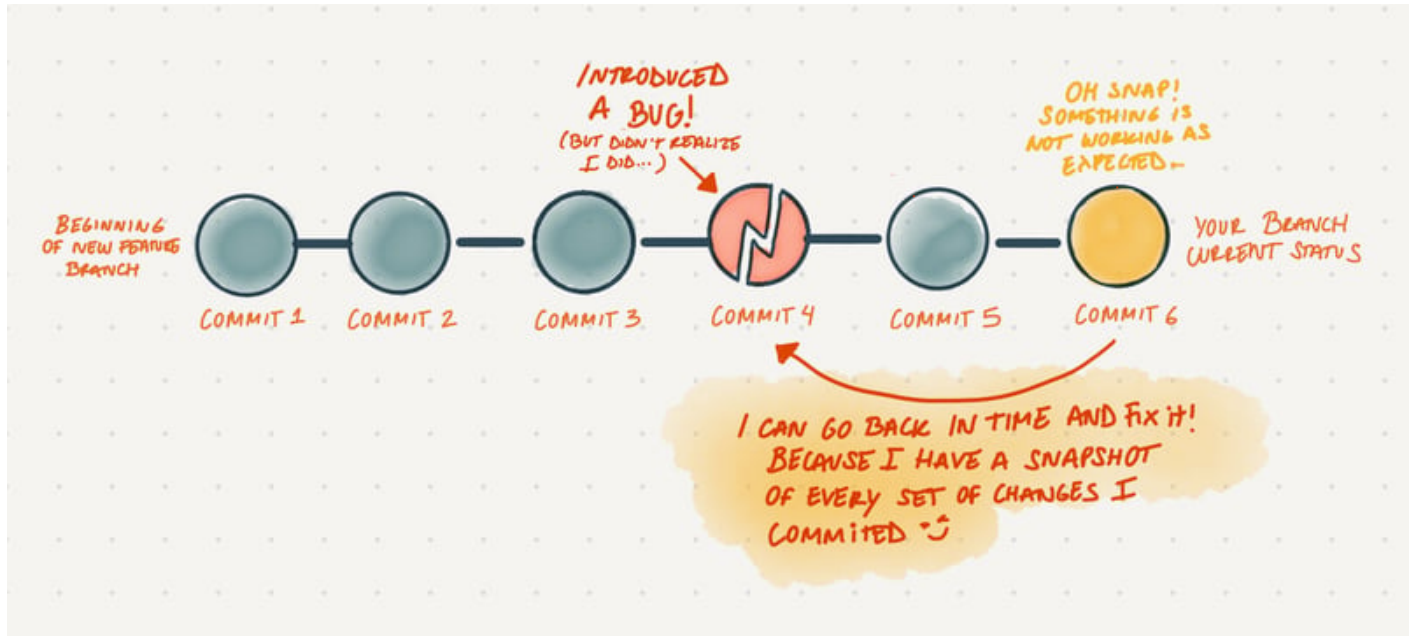 INTRODUCED
A BUG!
(BUT DIDN'T REALIZE
I DID...)
OH SNAP!
SOMETHING IS
NOT WORKING AS
EXPECTED...
BEGINNING
OF NEW FEATURE
BRANCH
YOUR BRANCH
CURRENT STATUS
COMMIT 1
COMMIT 2
COMMIT 3
COMMIT 4
COMMIT 5
COMMIT 6
I CAN GO BACK IN TIME AND FIX iT!
BECAUSE I HAVE A SNAPSHOT
OF EVERY SET OF CHANGES I
COMMiTED